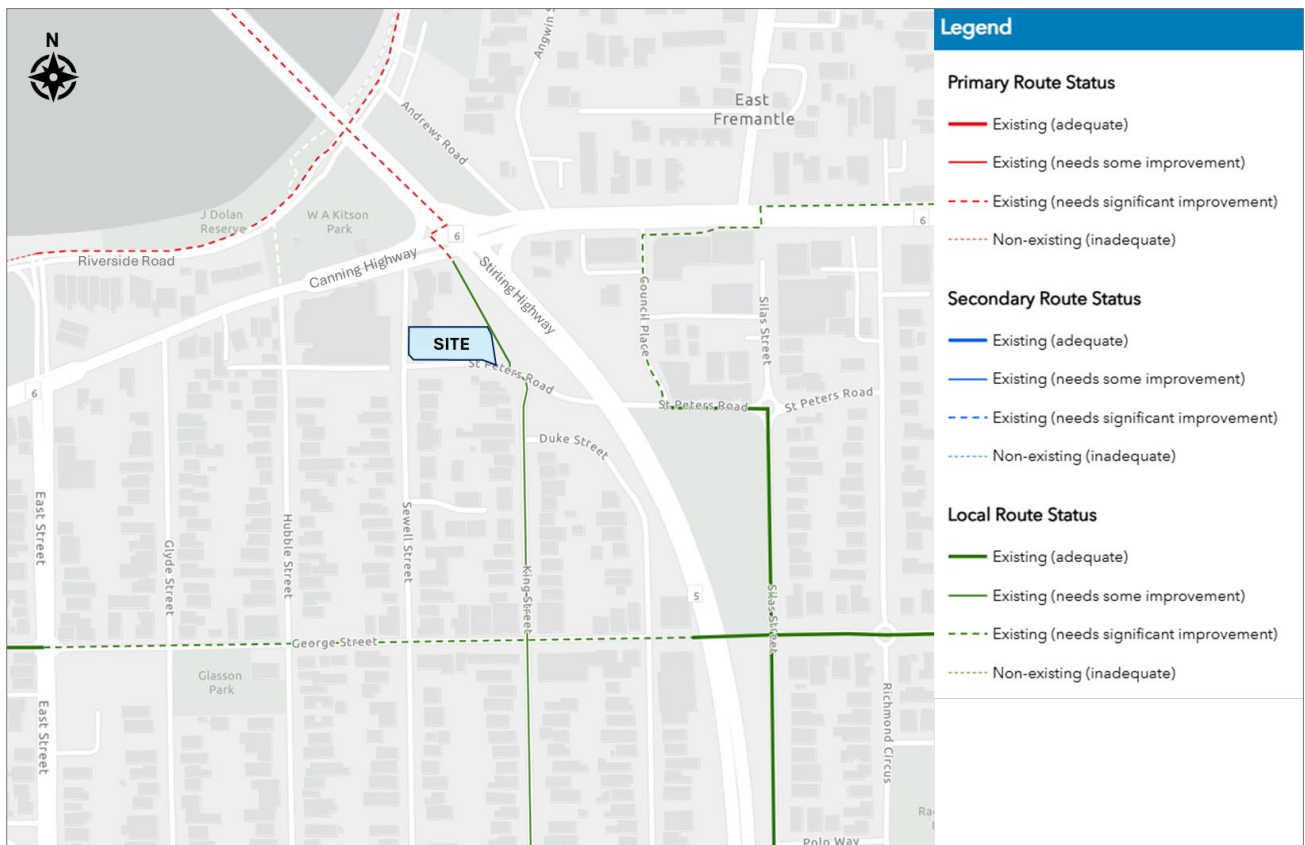 N
Angwin S
Andrews Road
East
Fremantle
J Dolan
Reserve
W A Kitson
Park
6
6
Riverside Road
Canning Highway
Stirling Highway
Council Place
Silas Street
SITE
St Peters Road
St Peters Road
St Peters Road
6
Duke Street
East Street
Glyde Street
Hubble Street
Sewell Street
King Street
5
Silas Street
George Street
Glasson
Park
East Street
Richmond Circus
Polo Way
Legend
Primary Route Status
Existing (adequate)
Existing (needs some improvement)
Existing (needs significant improvement)
Non-existing (inadequate)
Secondary Route Status
Existing (adequate)
Existing (needs some improvement)
Existing (needs significant improvement)
Non-existing (inadequate)
Local Route Status
Existing (adequate)
Existing (needs some improvement)
Existing (needs significant improvement)
Non-existing (inadequate)